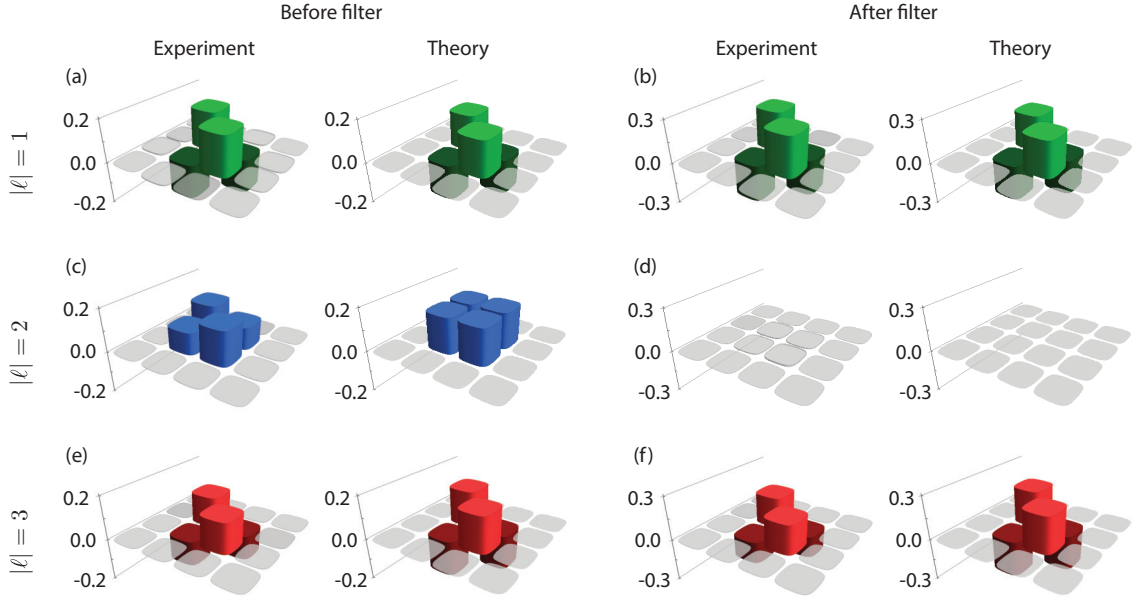 Before filter After filter
Experiment Theory Experiment Theory
(a) (b)
|ℓ| = 1
0.2 0.2 0.3 0.3
0.0 0.0 0.0 0.0
-0.2 -0.2 -0.3 -0.3
(c) (d)
|ℓ| = 2
0.2 0.2 0.3 0.3
0.0 0.0 0.0 0.0
-0.2 -0.2 -0.3 -0.3
(e) (f)
|ℓ| = 3
0.2 0.2 0.3 0.3
0.0 0.0 0.0 0.0
-0.2 -0.2 -0.3 -0.3